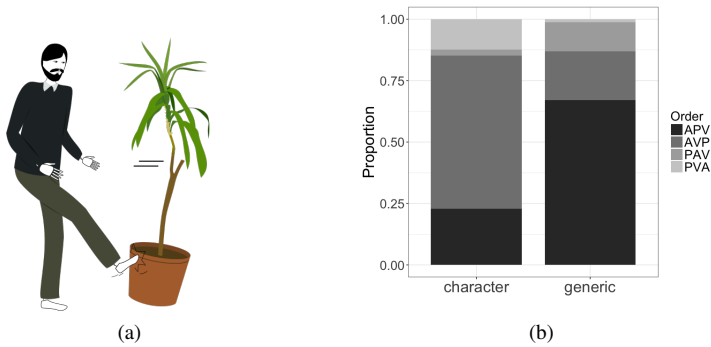 1.00
0.75
0.50
0.25
0.00
Proportion
character generic
Order
APV
AVP
PAV
PVA
(a) (b)